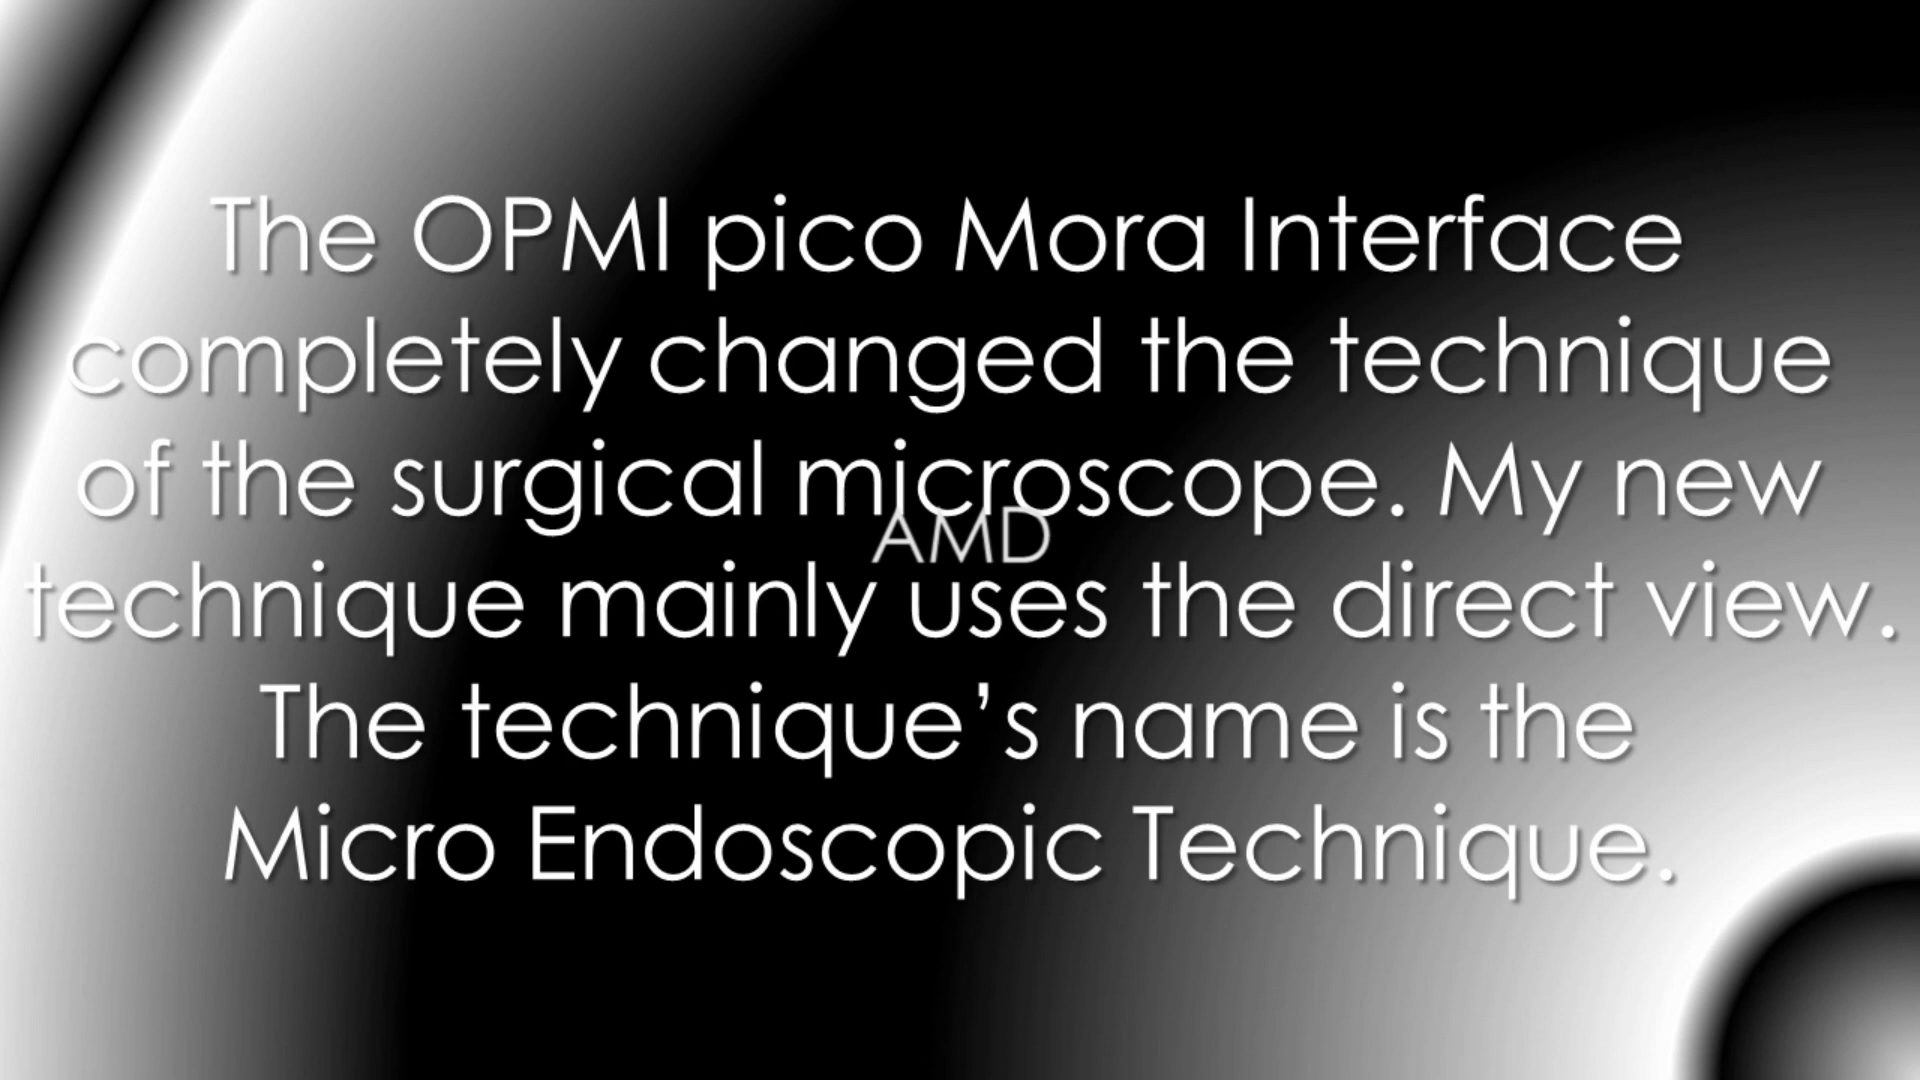 The OPMI pico Mora Interface
completely changed the technique
of the surgical microscope. My new
AMD
technique mainly uses the direct view.
The technique’s name is the
Micro Endoscopic Technique.